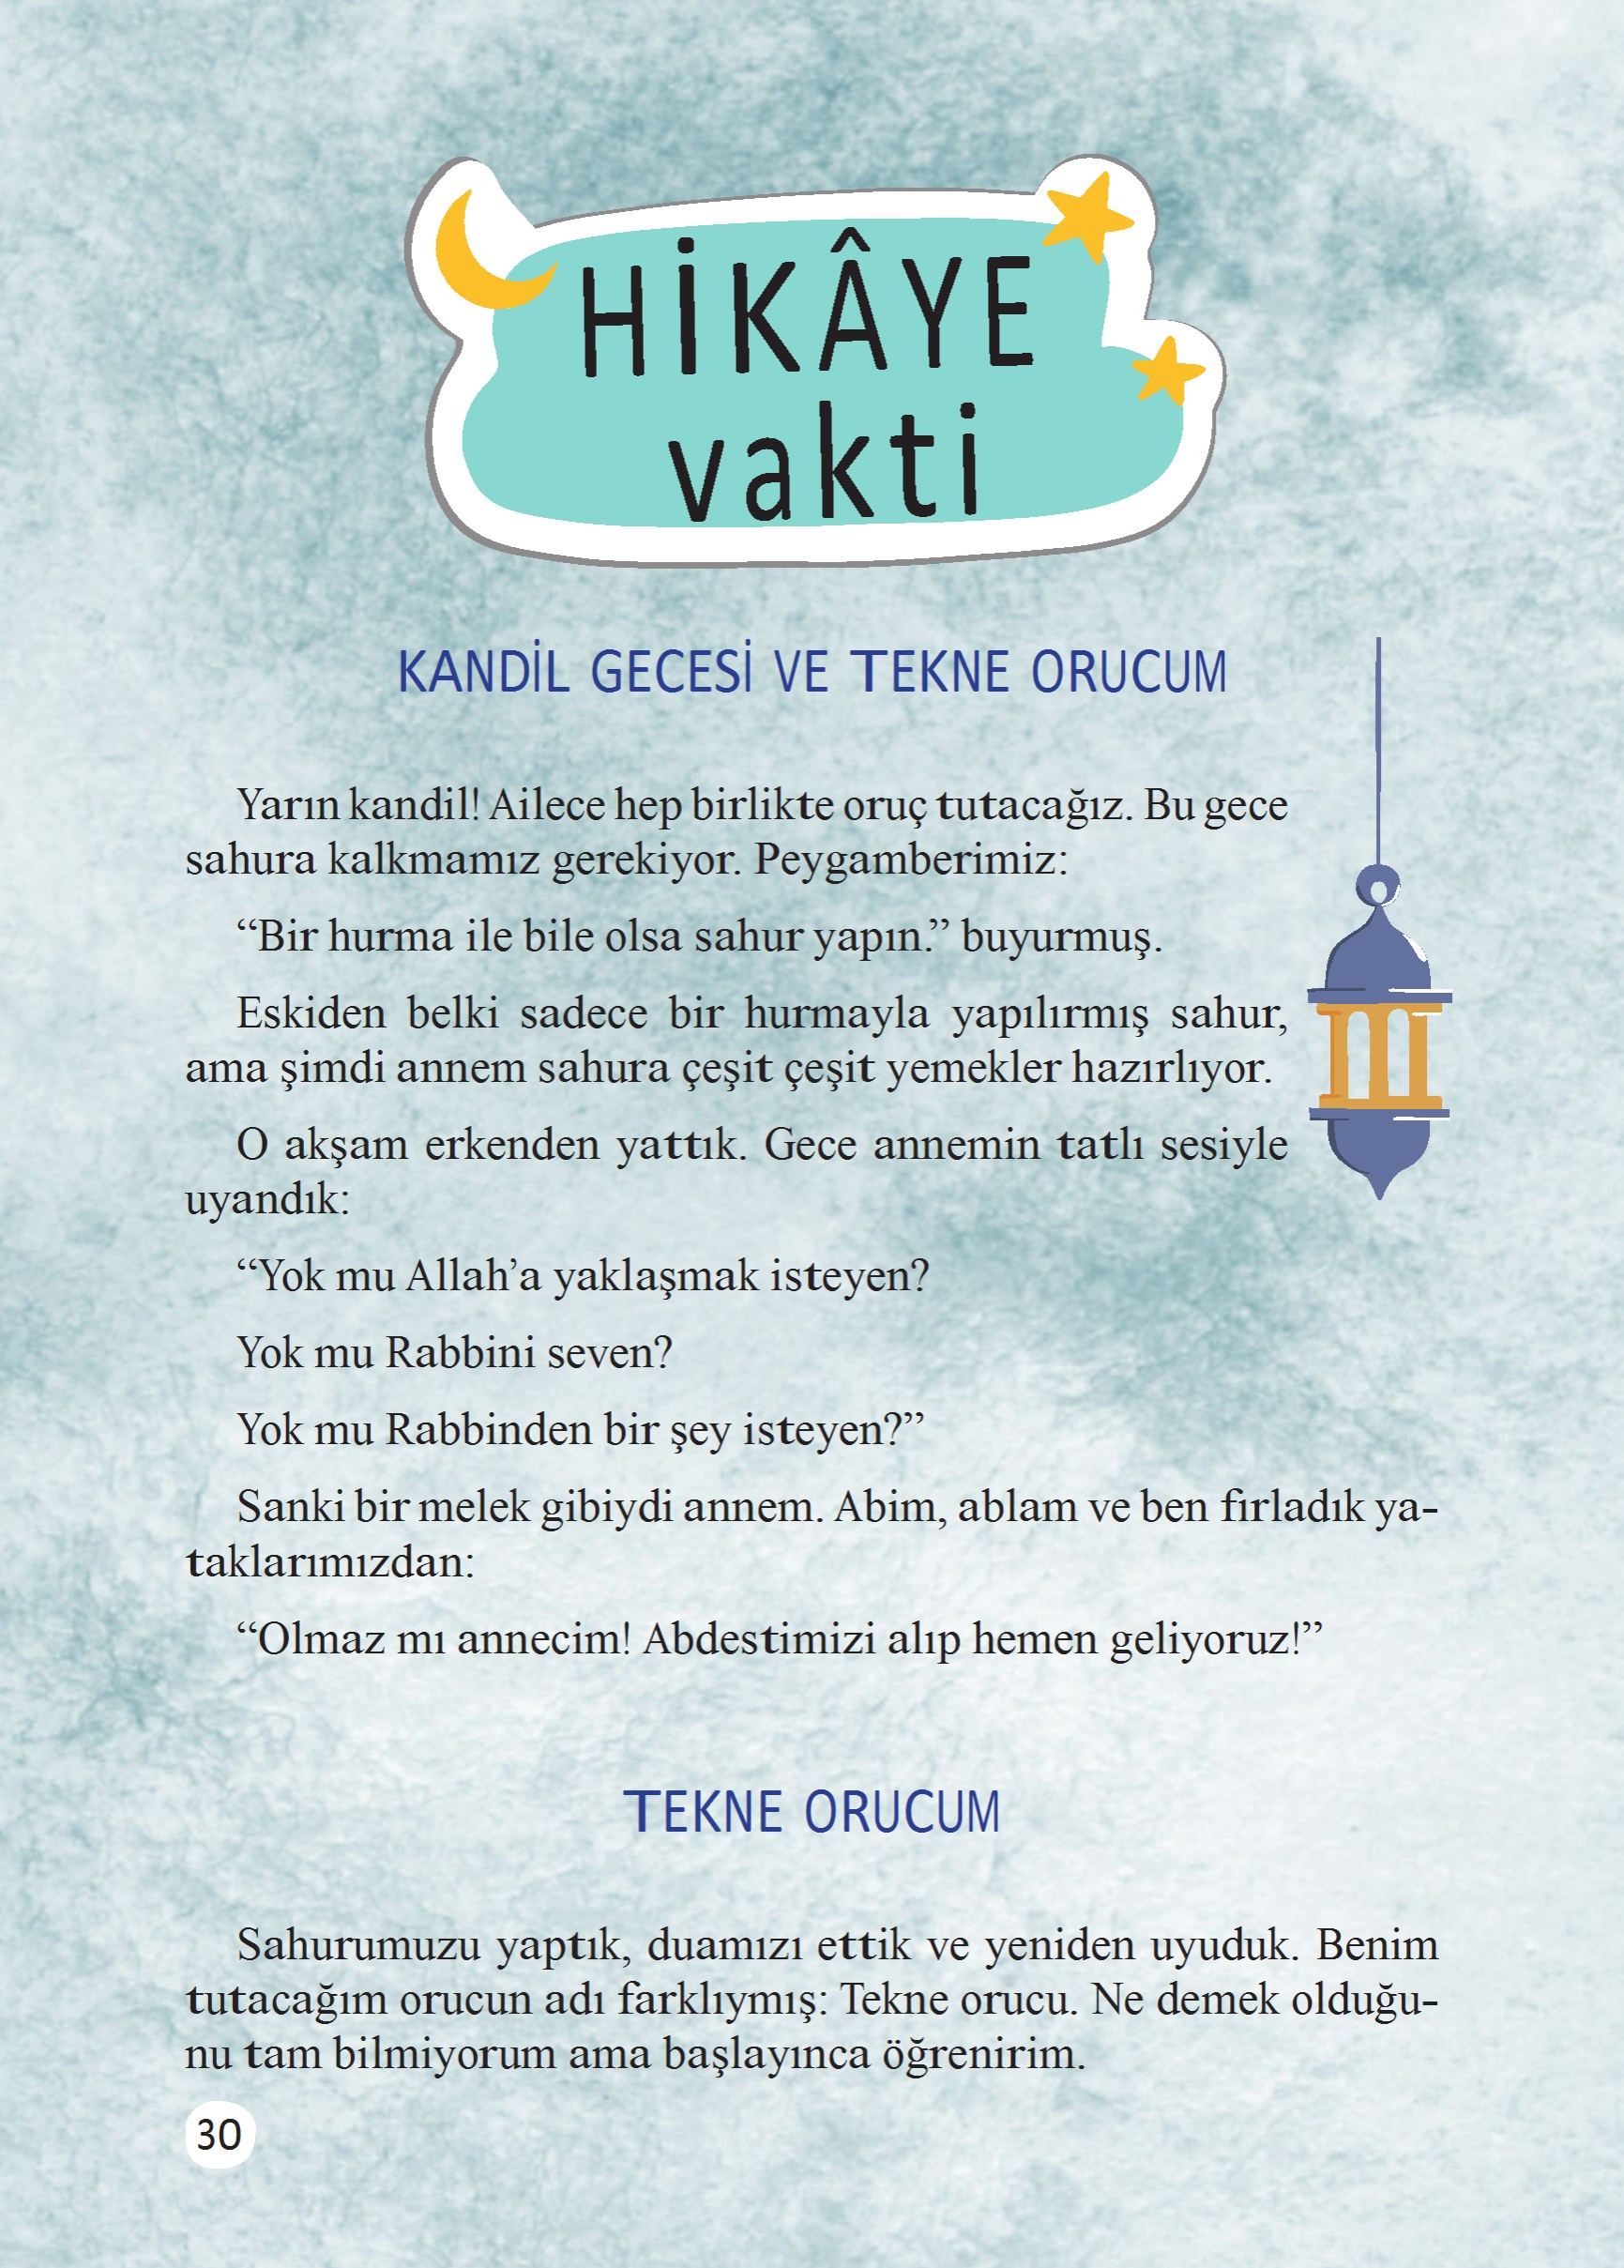 HİKÂYE
vakti
KANDİL GECESİ VE TEKNE ORUCUM
Yarın kandil! Ailece hep birlikte oruç tutacağız. Bu gece
sahura kalkmamız gerekiyor. Peygamberimiz:
“Bir hurma ile bile olsa sahur yapın.” buyurmuş.
Eskiden belki sadece bir hurmayla yapılırmış sahur,
ama şimdi annem sahura çeşit çeşit yemekler hazırlıyor.
O akşam erkenden yattık. Gece annemin tatlı sesiyle
uyandık:
“Yok mu Allah’a yaklaşmak isteyen?
Yok mu Rabbini seven?
Yok mu Rabbinden bir şey isteyen?”
Sanki bir melek gibiydi annem. Abim, ablam ve ben fırladık ya-
taklarımızdan:
“Olmaz mı annecim! Abdestimizi alıp hemen geliyoruz!”
TEKNE ORUCUM
Sahurumuzu yaptık, duamızı ettik ve yeniden uyuduk. Benim
tutacağım orucun adı farklıymış: Tekne orucu. Ne demek olduğu-
nu tam bilmiyorum ama başlayınca öğrenirim.
30